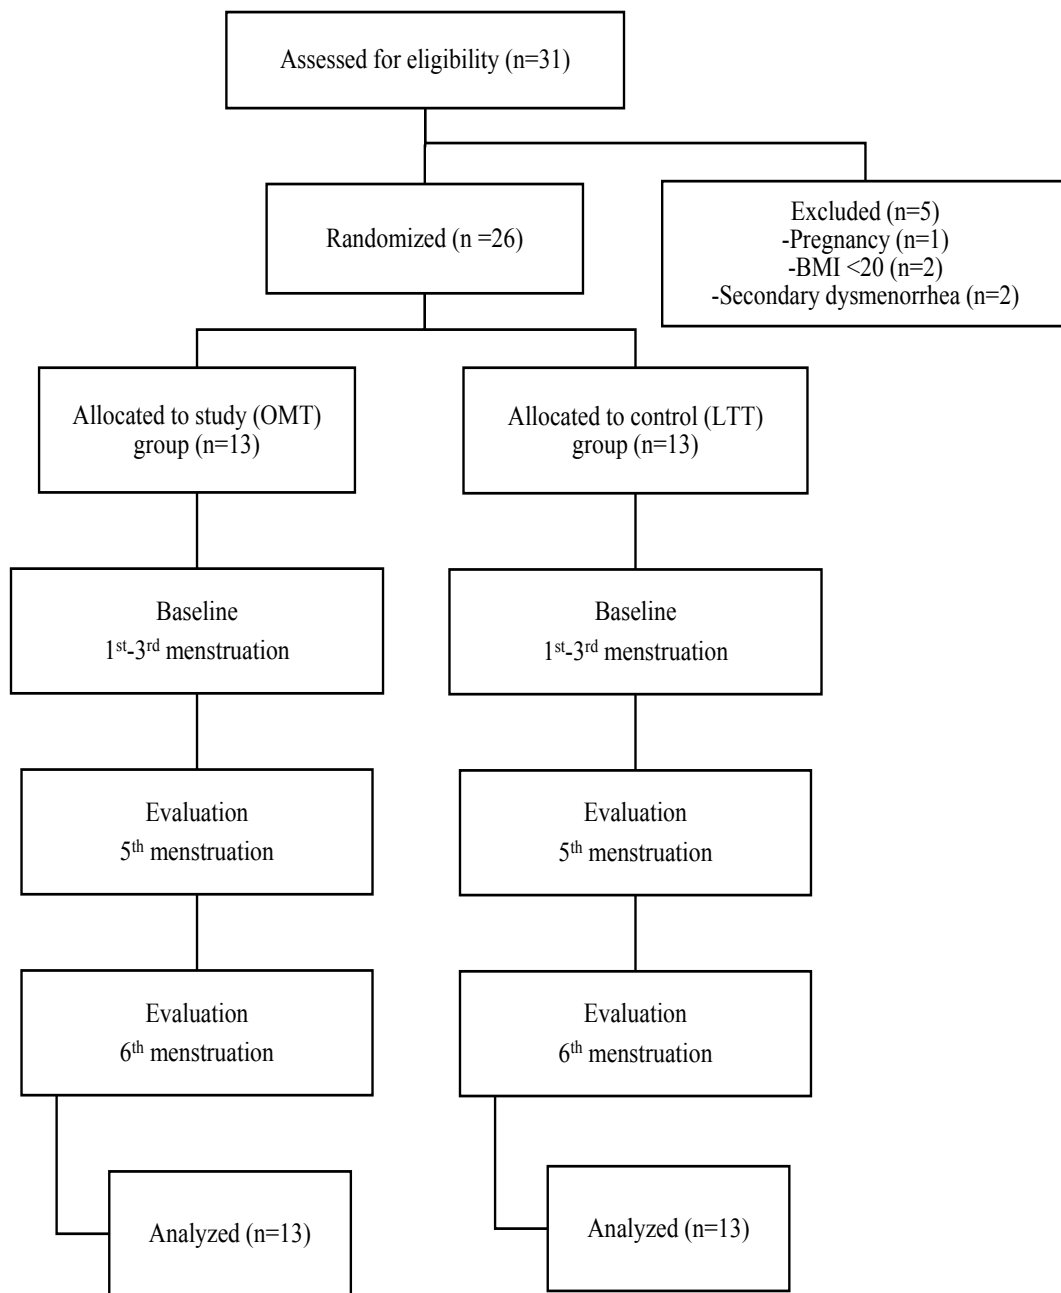 Assessed for eligibility (n=31)
Randomized (n =26)
Excluded (n=5)
-Pregnancy (n=1)
-BMI <20 (n=2)
-Secondary dysmenorrhea (n=2)
Allocated to study (OMT)
group (n=13)
Allocated to control (LTT)
group (n=13)
Baseline
1st-3rd menstruation
Baseline
1st-3rd menstruation
Evaluation
5th menstruation
Evaluation
5th menstruation
Evaluation
6th menstruation
Evaluation
6th menstruation
Analyzed (n=13)
Analyzed (n=13)